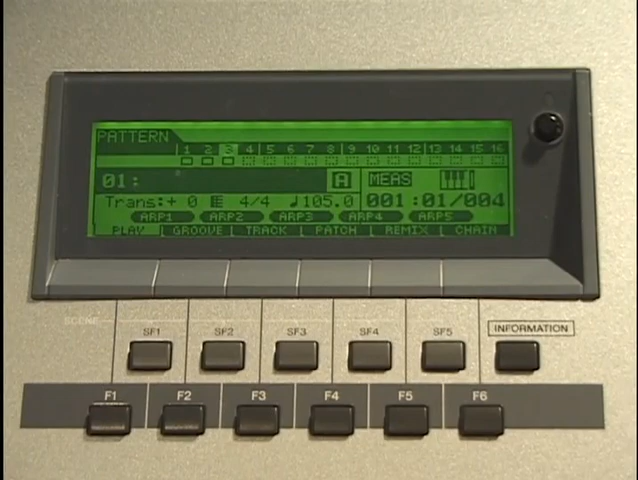 PATTERN
1 2 3 4 5 6 7 8 9 10 11 12 13 14 15 16
01: A MEAS
Trans:+ 0 4/4 ♩105.0 001:01/004
ARP1 ARP2 ARP3 ARP4 ARP5
PLAY GROOVE TRACK PATCH REMIX CHAIN
SCENE
SF1 SF2 SF3 SF4 SF5 INFORMATION
F1 F2 F3 F4 F5 F6